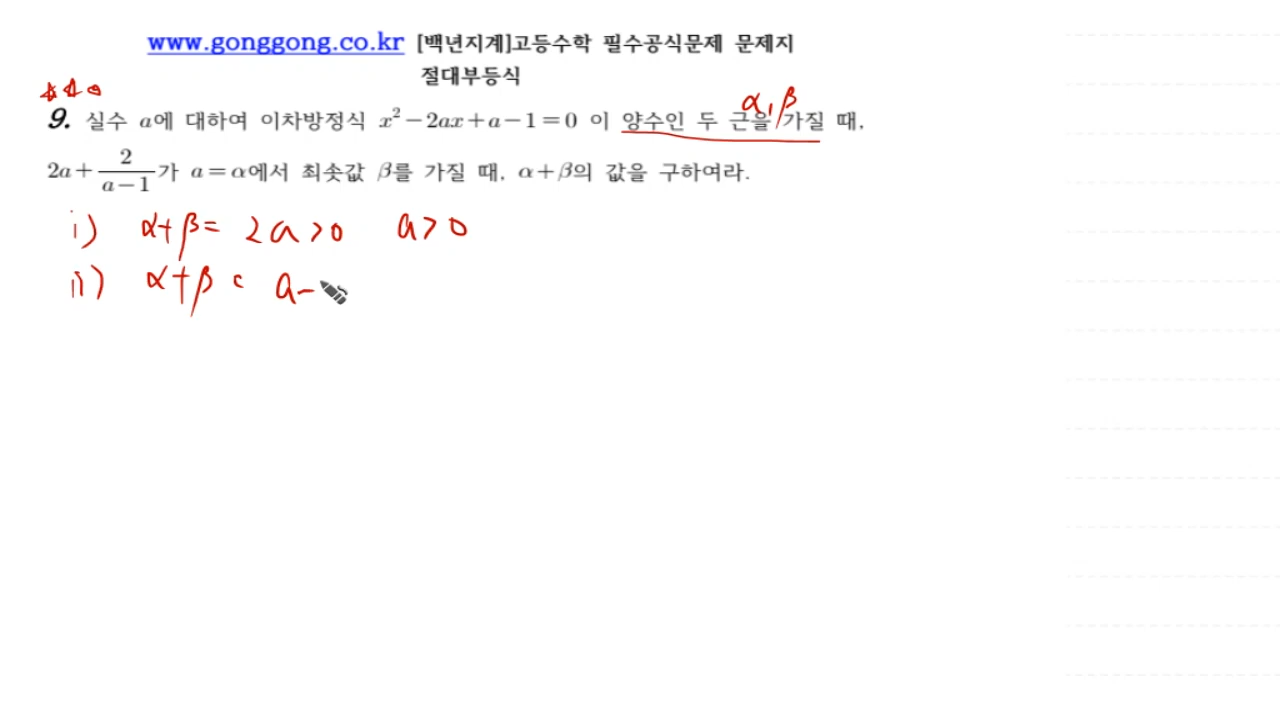 www.gonggong.co.kr [백년지계]고등수학 필수공식문제 문제지
절대부등식
α, β
9. 실수 a에 대하여 이차방정식 x²－2ax＋a－1＝0 이 양수인 두 근을 가질 때,
2a＋2/(a－1)가 a＝α에서 최솟값 β를 가질 때, α＋β의 값을 구하여라.
i) α+β= 2a>0 a>0
ii) α+β = a-